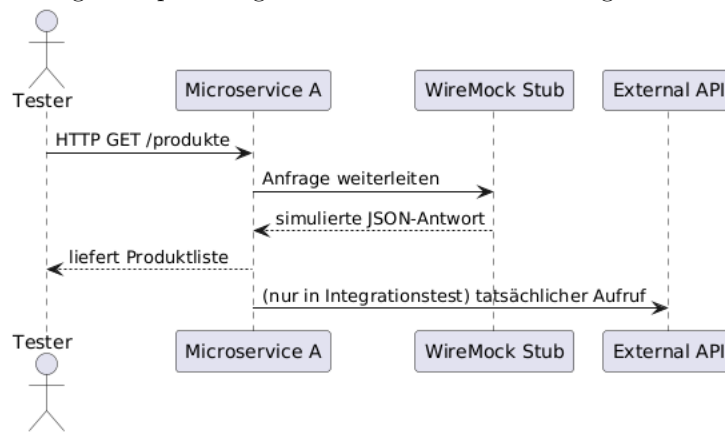 Tester
Microservice A
WireMock Stub
External API
HTTP GET /produkte
Anfrage weiterleiten
simulierte JSON-Antwort
liefert Produktliste
(nur in Integrationstest) tatsächlicher Aufruf
Tester
Microservice A
WireMock Stub
External API